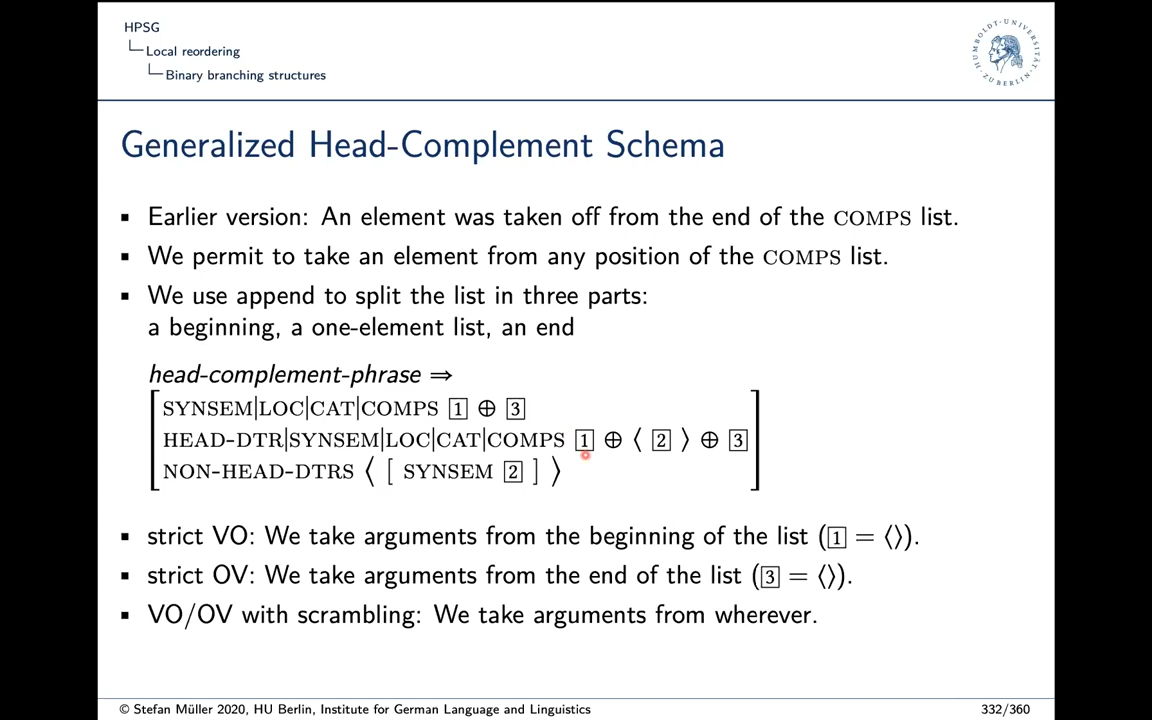 HPSG
Local reordering
Binary branching structures
HUMBOLDT-UNIVERSITÄT ZU BERLIN
Generalized Head-Complement Schema
▪ Earlier version: An element was taken off from the end of the COMPS list.
▪ We permit to take an element from any position of the COMPS list.
▪ We use append to split the list in three parts:
a beginning, a one-element list, an end
head-complement-phrase ⇒
[SYNSEM|LOC|CAT|COMPS 1 ⊕ 3
HEAD-DTR|SYNSEM|LOC|CAT|COMPS 1 ⊕ ⟨ 2 ⟩ ⊕ 3
NON-HEAD-DTRS ⟨ [ SYNSEM 2 ] ⟩]
▪ strict VO: We take arguments from the beginning of the list (1 = ⟨⟩).
▪ strict OV: We take arguments from the end of the list (3 = ⟨⟩).
▪ VO/OV with scrambling: We take arguments from wherever.
© Stefan Müller 2020, HU Berlin, Institute for German Language and Linguistics
332/360